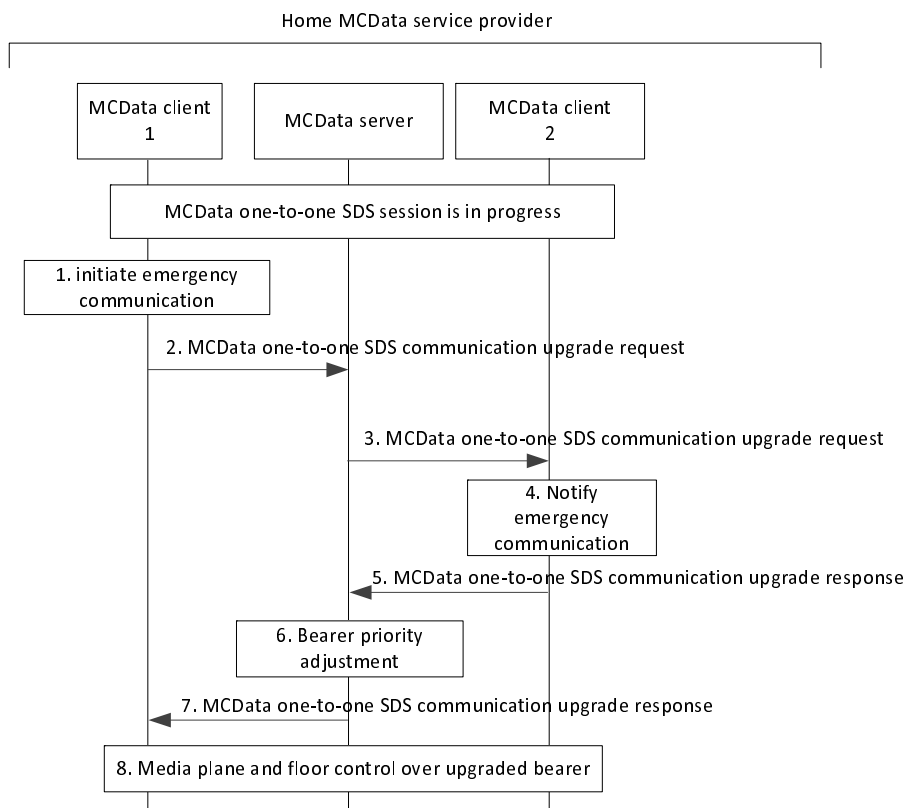 Home MCData service provider
MCData client
1
MCData server
MCData client
2
MCData one-to-one SDS session is in progress
1. initiate emergency
communication
2. MCData one-to-one SDS communication upgrade request
3. MCData one-to-one SDS communication upgrade request
4. Notify
emergency
communication
5. MCData one-to-one SDS communication upgrade response
6. Bearer priority
adjustment
7. MCData one-to-one SDS communication upgrade response
8. Media plane and floor control over upgraded bearer